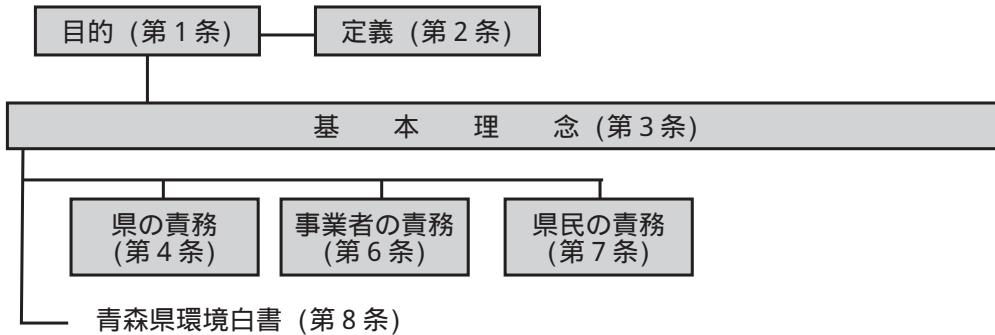 目的 (第1条)
定義 (第2条)
基本理念 (第3条)
県の責務
(第4条)
事業者の責務
(第6条)
県民の責務
(第7条)
青森県環境白書 (第8条)